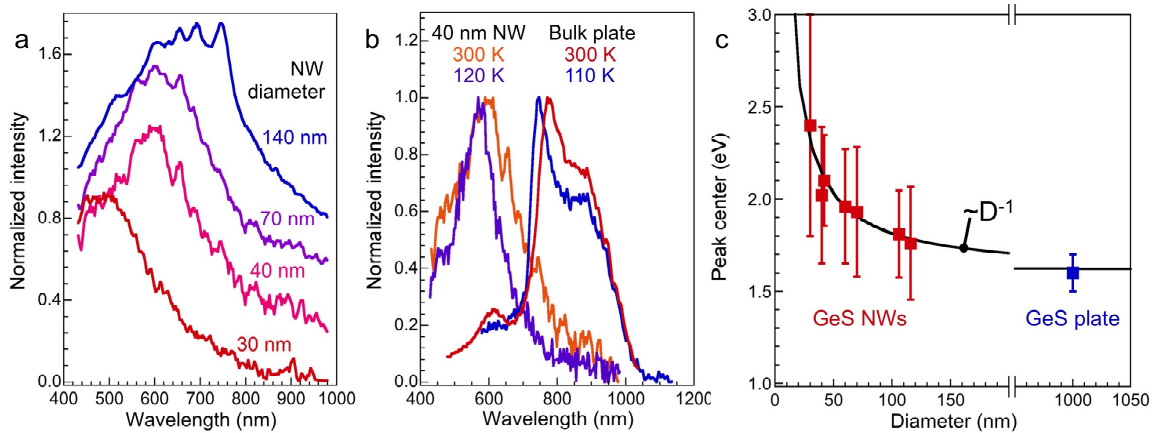 a
NW
diameter
140 nm
70 nm
40 nm
30 nm
Normalized intensity
1.6
1.2
0.8
0.4
0.0
400 500 600 700 800 900 1000
Wavelength (nm)
b
40 nm NW Bulk plate
300 K 300 K
120 K 110 K
Normalized intensity
1.2
1.0
0.8
0.6
0.4
0.2
0.0
400 600 800 1000 1200
Wavelength (nm)
c
Peak center (eV)
3.0
2.5
2.0
1.5
1.0
~D⁻¹
GeS NWs GeS plate
0 50 100 150 1000 1050
Diameter (nm)